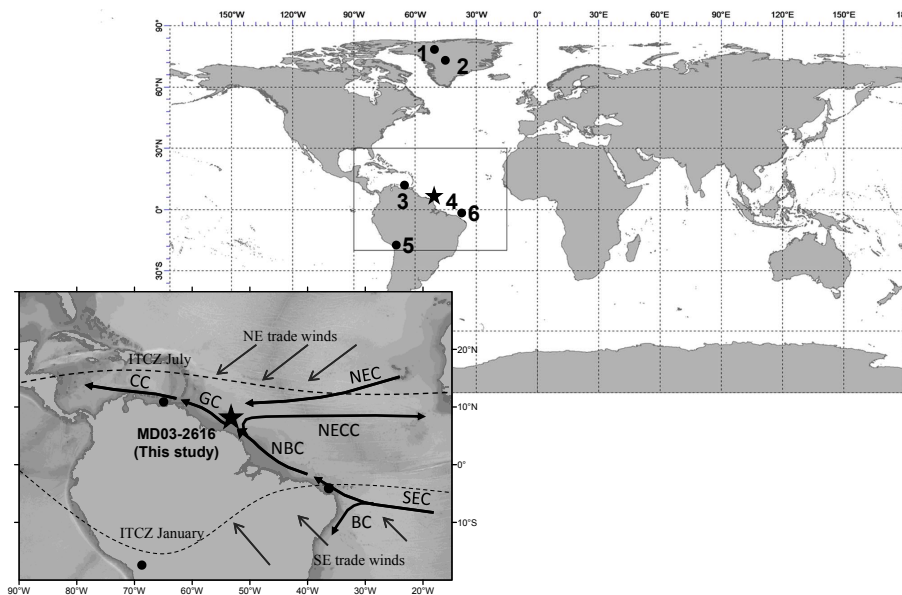 150°W 120°W 90°W 60°W 30°W 0° 30°E 60°E 90°E 120°E 150°E 18
90°
60°N
30°N
0°
30°S
1
2
3
4
5
6
NE trade winds
ITCZ July
CC
GC
NEC
NECC
MD03-2616
(This study)
NBC
SEC
BC
ITCZ January
SE trade winds
20°N
10°N
0°
10°S
90°W 80°W 70°W 60°W 50°W 40°W 30°W 20°W